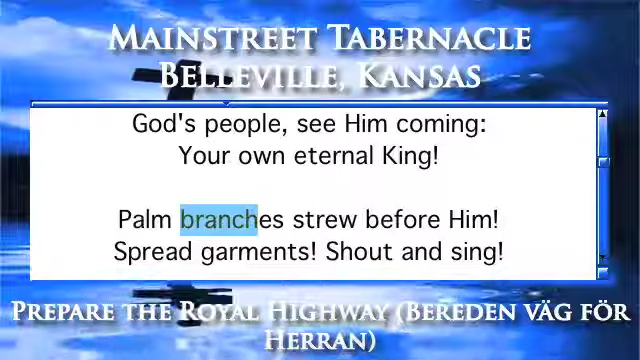 Mainstreet Tabernacle
Belleville, Kansas
God's people, see Him coming:
Your own eternal King!
Palm branches strew before Him!
Spread garments! Shout and sing!
Prepare the Royal Highway (Bereden väg för
Herran)